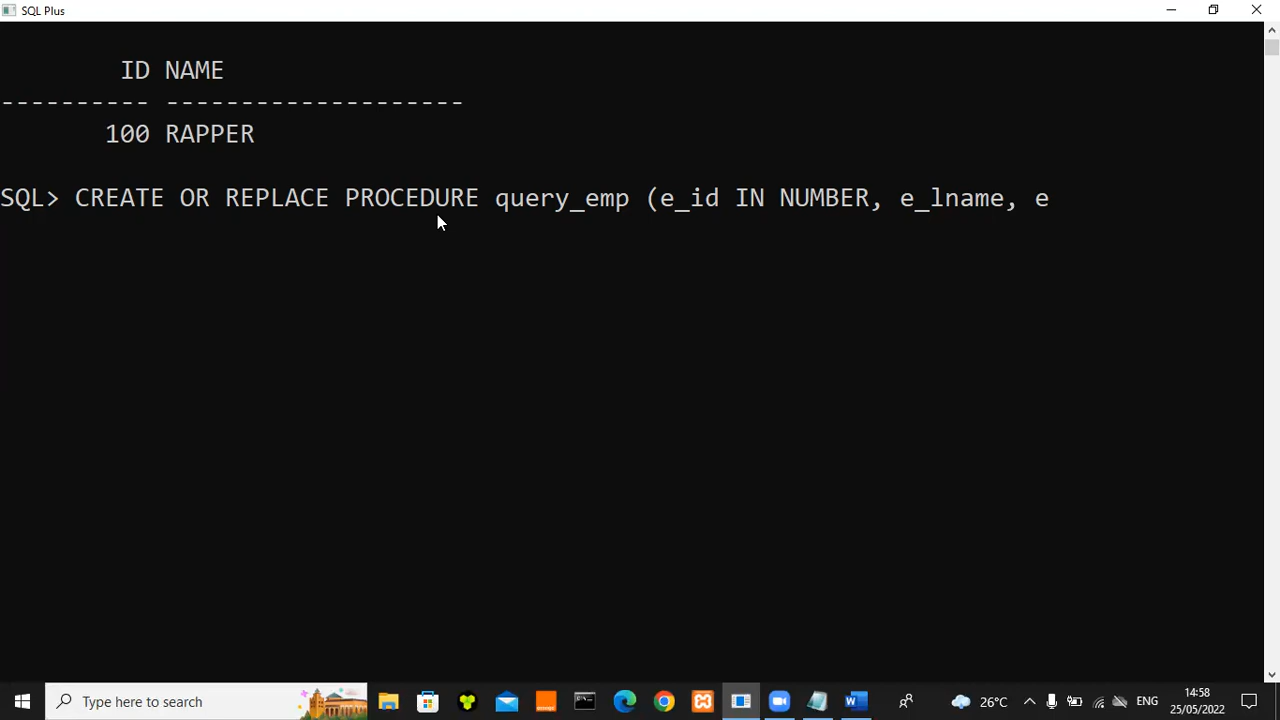 SQL Plus
ID NAME
---------- --------------------
100 RAPPER
SQL> CREATE OR REPLACE PROCEDURE query_emp (e_id IN NUMBER, e_lname, e
Type here to search
26°C
ENG
14:58
25/05/2022